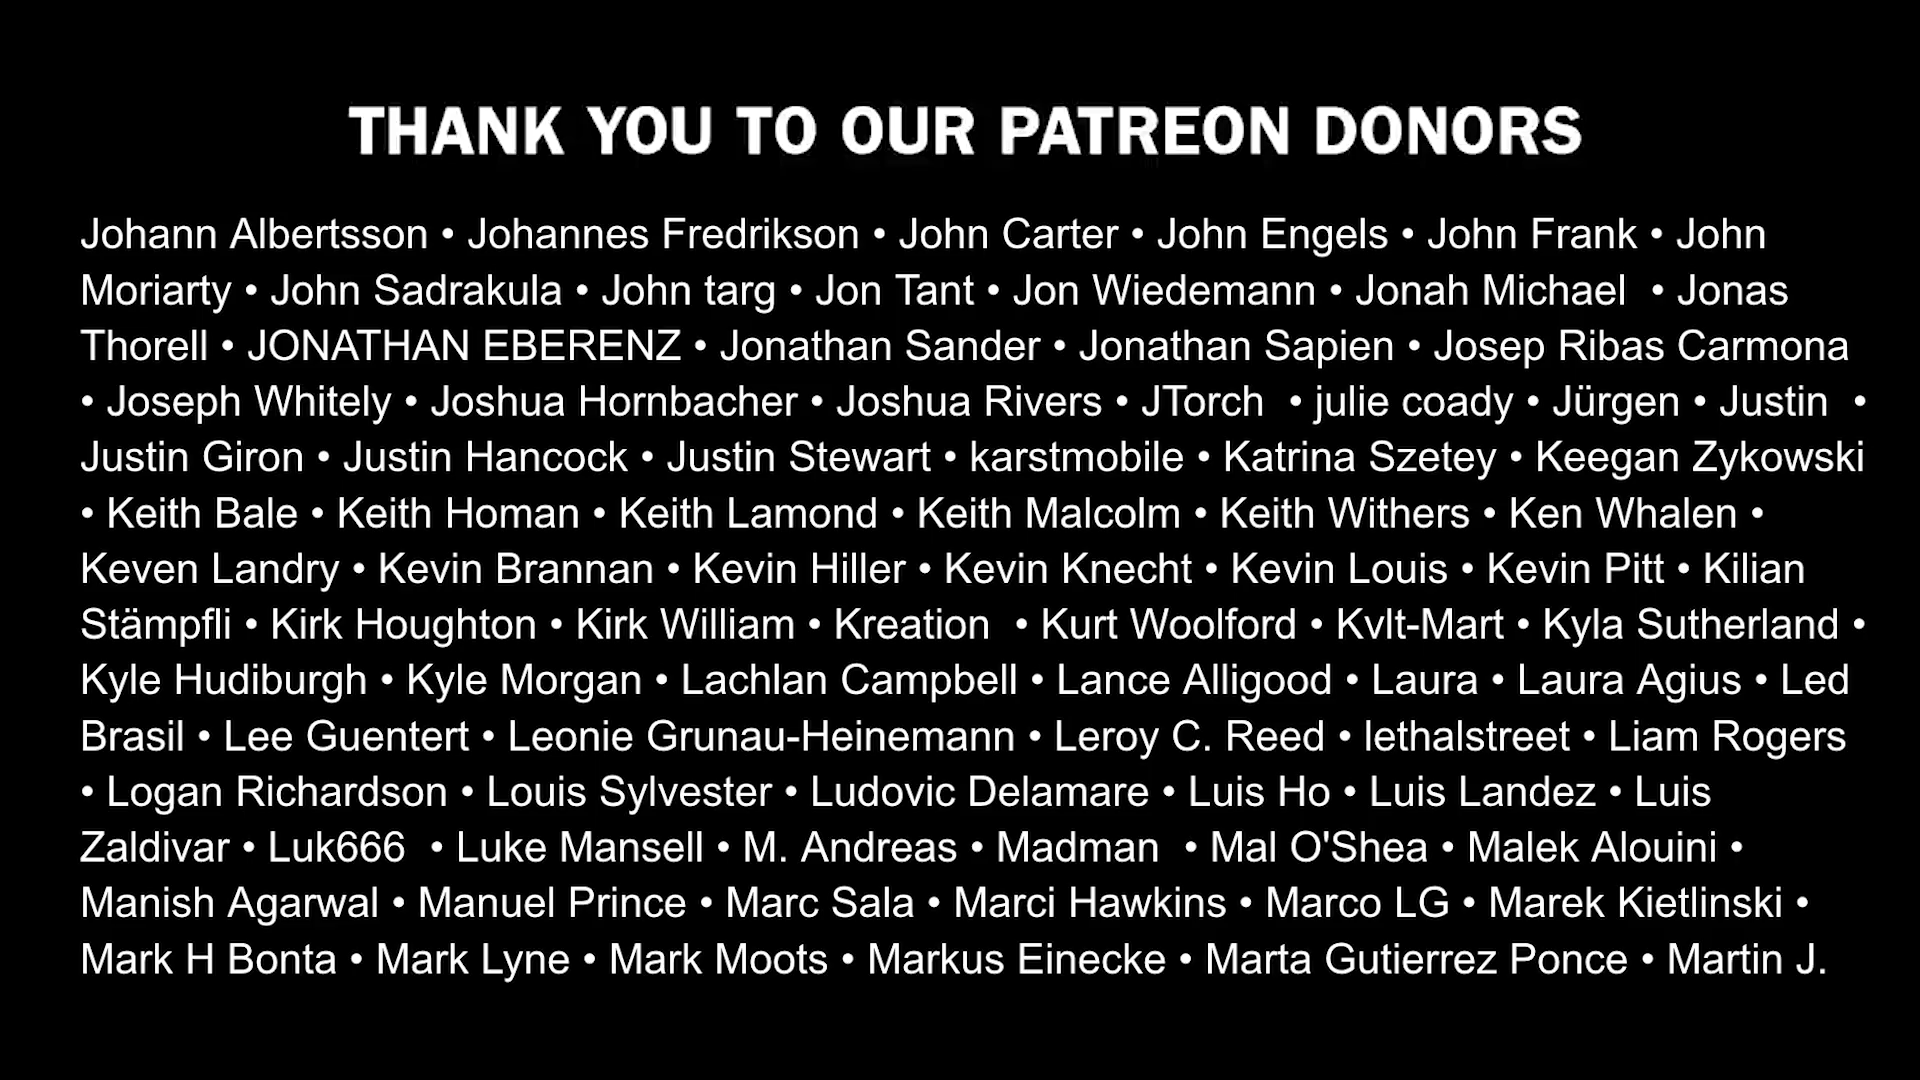 THANK YOU TO OUR PATREON DONORS
Johann Albertsson • Johannes Fredrikson • John Carter • John Engels • John Frank • John
Moriarty • John Sadrakula • John targ • Jon Tant • Jon Wiedemann • Jonah Michael • Jonas
Thorell • JONATHAN EBERENZ • Jonathan Sander • Jonathan Sapien • Josep Ribas Carmona
• Joseph Whitely • Joshua Hornbacher • Joshua Rivers • JTorch • julie coady • Jürgen • Justin •
Justin Giron • Justin Hancock • Justin Stewart • karstmobile • Katrina Szetey • Keegan Zykowski
• Keith Bale • Keith Homan • Keith Lamond • Keith Malcolm • Keith Withers • Ken Whalen •
Keven Landry • Kevin Brannan • Kevin Hiller • Kevin Knecht • Kevin Louis • Kevin Pitt • Kilian
Stämpfli • Kirk Houghton • Kirk William • Kreation • Kurt Woolford • Kvlt-Mart • Kyla Sutherland •
Kyle Hudiburgh • Kyle Morgan • Lachlan Campbell • Lance Alligood • Laura • Laura Agius • Led
Brasil • Lee Guentert • Leonie Grunau-Heinemann • Leroy C. Reed • lethalstreet • Liam Rogers
• Logan Richardson • Louis Sylvester • Ludovic Delamare • Luis Ho • Luis Landez • Luis
Zaldivar • Luk666 • Luke Mansell • M. Andreas • Madman • Mal O'Shea • Malek Alouini •
Manish Agarwal • Manuel Prince • Marc Sala • Marci Hawkins • Marco LG • Marek Kietlinski •
Mark H Bonta • Mark Lyne • Mark Moots • Markus Einecke • Marta Gutierrez Ponce • Martin J.